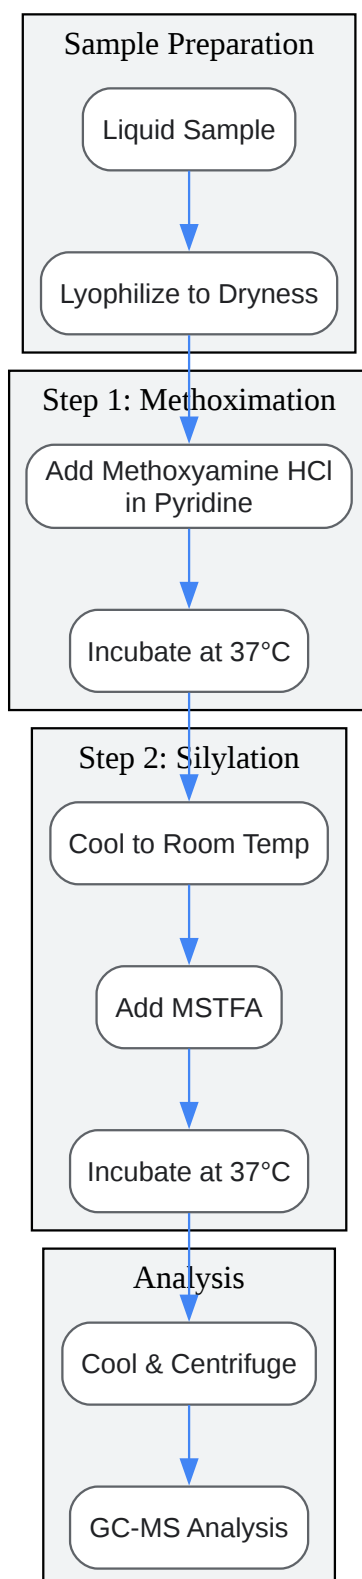 Sample Preparation
Liquid Sample
Lyophilize to Dryness
Step 1: Methoximation
Add Methoxyamine HCl
in Pyridine
Incubate at 37°C
Step 2: Silylation
Cool to Room Temp
Add MSTFA
Incubate at 37°C
Analysis
Cool & Centrifuge
GC-MS Analysis